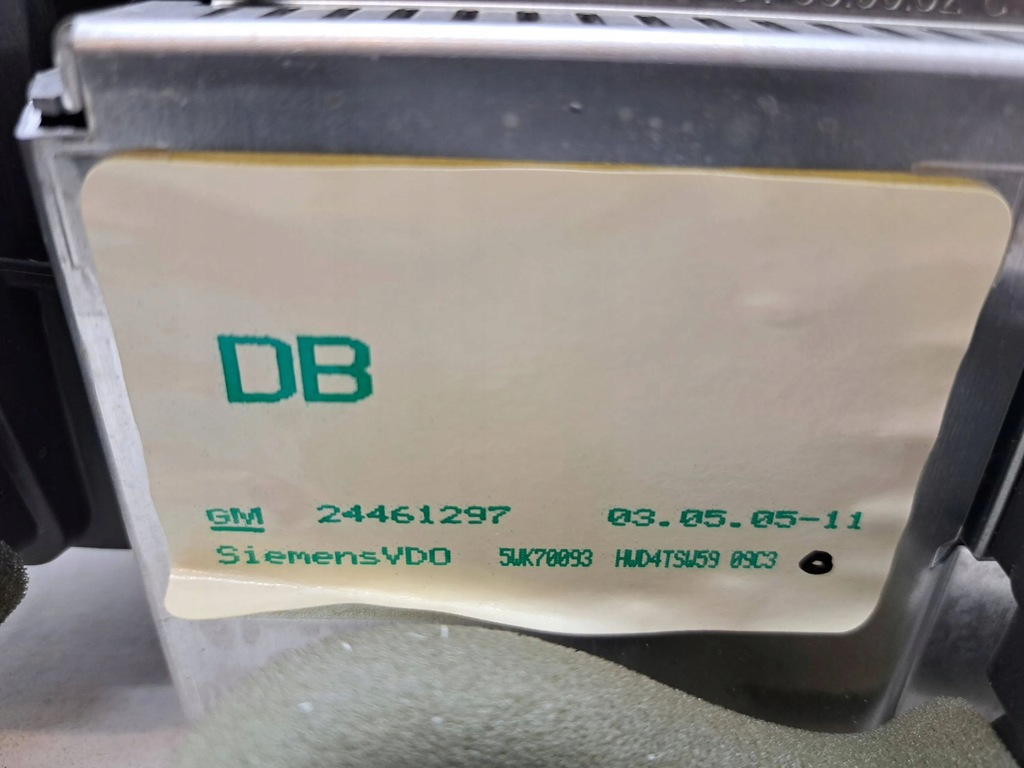 DB
GM 24461297 03.05.05-11
SiemensVDO 5WK70093 HWD4TSW59 09C3